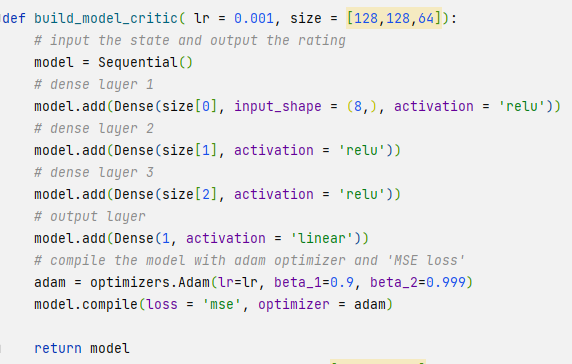 def build_model_critic( lr = 0.001, size = [128,128,64]):
    # input the state and output the rating
    model = Sequential()
    # dense layer 1
    model.add(Dense(size[0], input_shape = (8,), activation = 'relu'))
    # dense layer 2
    model.add(Dense(size[1], activation = 'relu'))
    # dense layer 3
    model.add(Dense(size[2], activation = 'relu'))
    # output layer
    model.add(Dense(1, activation = 'linear'))
    # compile the model with adam optimizer and 'MSE loss'
    adam = optimizers.Adam(lr=lr, beta_1=0.9, beta_2=0.999)
    model.compile(loss = 'mse', optimizer = adam)

    return model